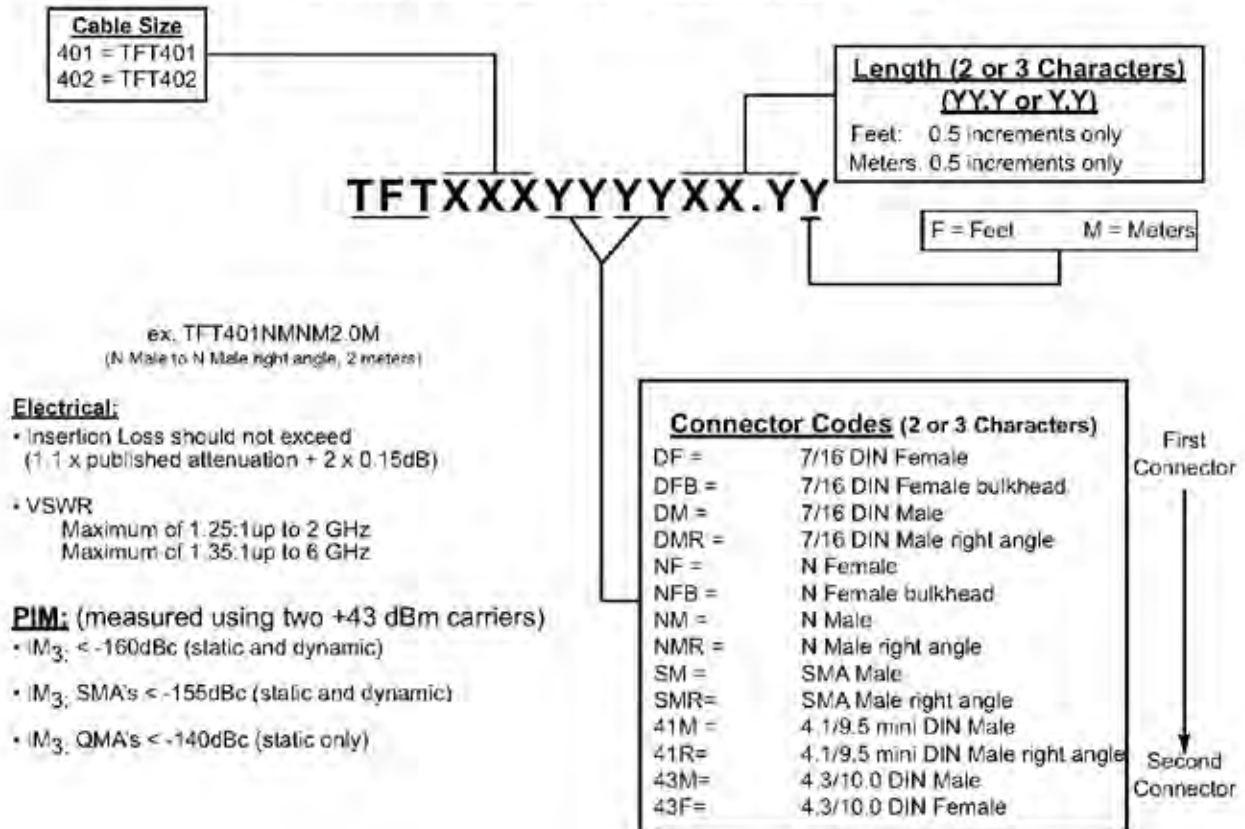 Cable Size
401 = TFT401
402 = TFT402
Length (2 or 3 Characters)
(YY.Y or Y.Y)
Feet: 0.5 increments only
Meters: 0.5 increments only
TFTXXXYYYYXX.YY
F = Feet M = Meters
ex. TFT401NMNM2.0M
(N Male to N Male right angle, 2 meters)
Electrical:
• Insertion Loss should not exceed
(1.1 x published attenuation + 2 x 0.15dB)
• VSWR
Maximum of 1.25:1up to 2 GHz
Maximum of 1.35:1up to 6 GHz
PIM: (measured using two +43 dBm carriers)
• IM3: < -160dBc (static and dynamic)
• IM3: SMA's < -155dBc (static and dynamic)
• IM3: QMA's < -140dBc (static only)
Connector Codes (2 or 3 Characters)
DF = 7/16 DIN Female
DFB = 7/16 DIN Female bulkhead
DM = 7/16 DIN Male
DMR = 7/16 DIN Male right angle
NF = N Female
NFB = N Female bulkhead
NM = N Male
NMR = N Male right angle
SM = SMA Male
SMR= SMA Male right angle
41M = 4.1/9.5 mini DIN Male
41R= 4.1/9.5 mini DIN Male right angle
43M= 4.3/10.0 DIN Male
43F= 4.3/10.0 DIN Female
First
Connector
Second
Connector